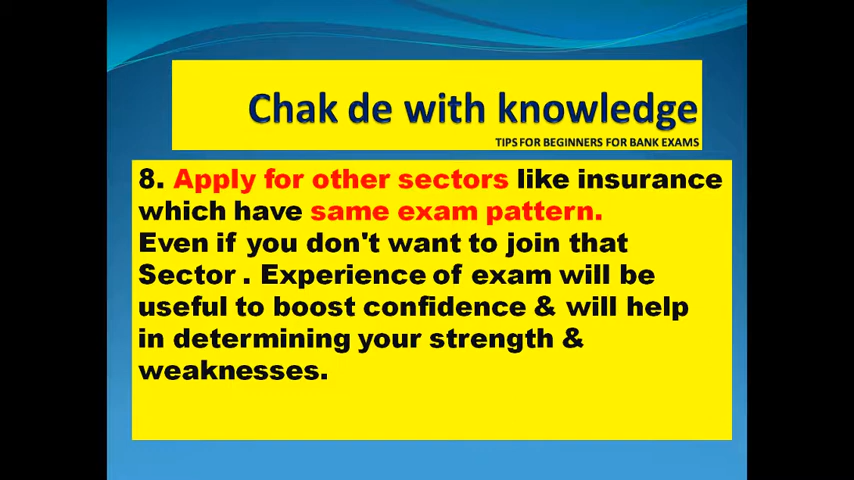 Chak de with knowledge
TIPS FOR BEGINNERS FOR BANK EXAMS
8. Apply for other sectors like insurance
which have same exam pattern.
Even if you don't want to join that
Sector . Experience of exam will be
useful to boost confidence & will help
in determining your strength &
weaknesses.